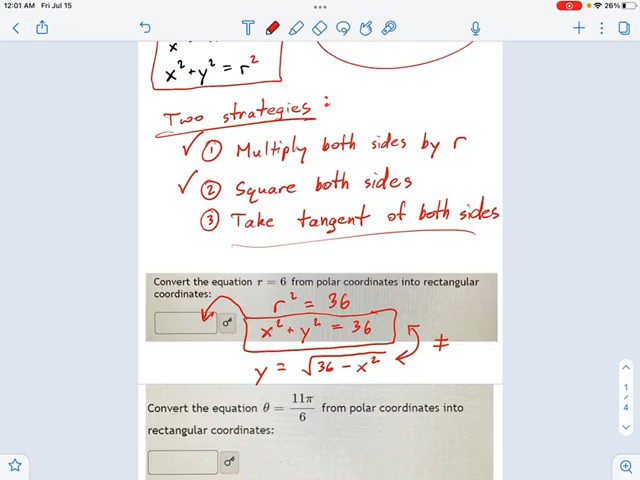 12:01 AM Fri Jul 15
26%
x² + y² = r²
Two strategies:
① Multiply both sides by r
② Square both sides
③ Take tangent of both sides
Convert the equation r = 6 from polar coordinates into rectangular
coordinates:
r² = 36
x² + y² = 36
≠
y = √36 - x²
Convert the equation θ = 11π/6 from polar coordinates into
rectangular coordinates:
1
4